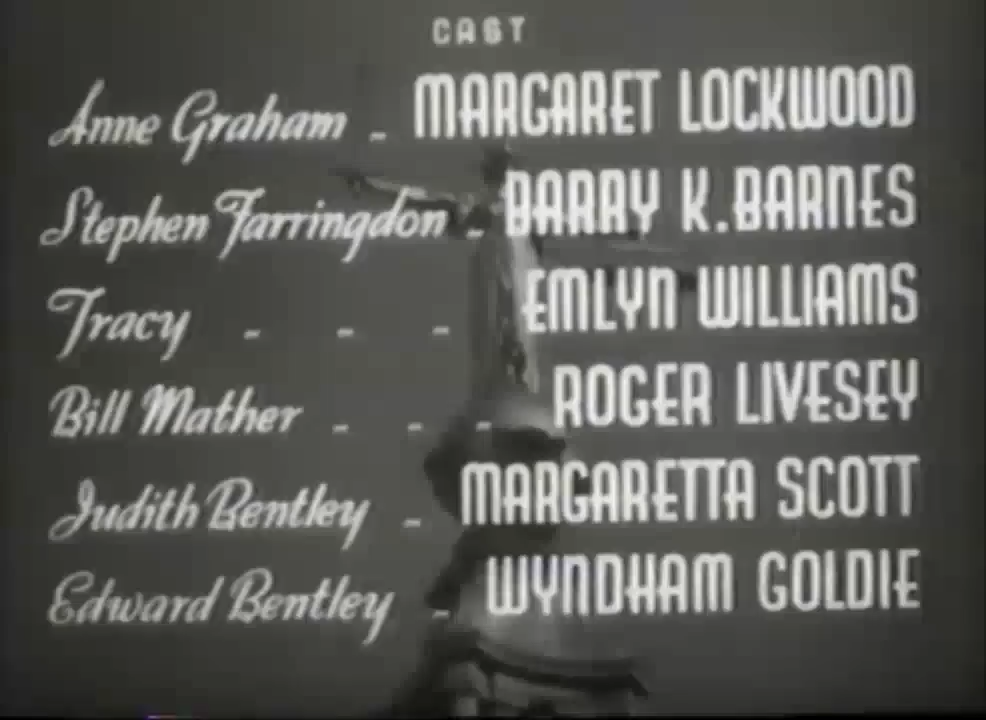 CAST
Anne Graham - MARGARET LOCKWOOD
Stephen Farringdon - BARRY K. BARNES
Tracy - - - EMLYN WILLIAMS
Bill Mather - - - ROGER LIVESEY
Judith Bentley - MARGARETTA SCOTT
Edward Bentley - WYNDHAM GOLDIE